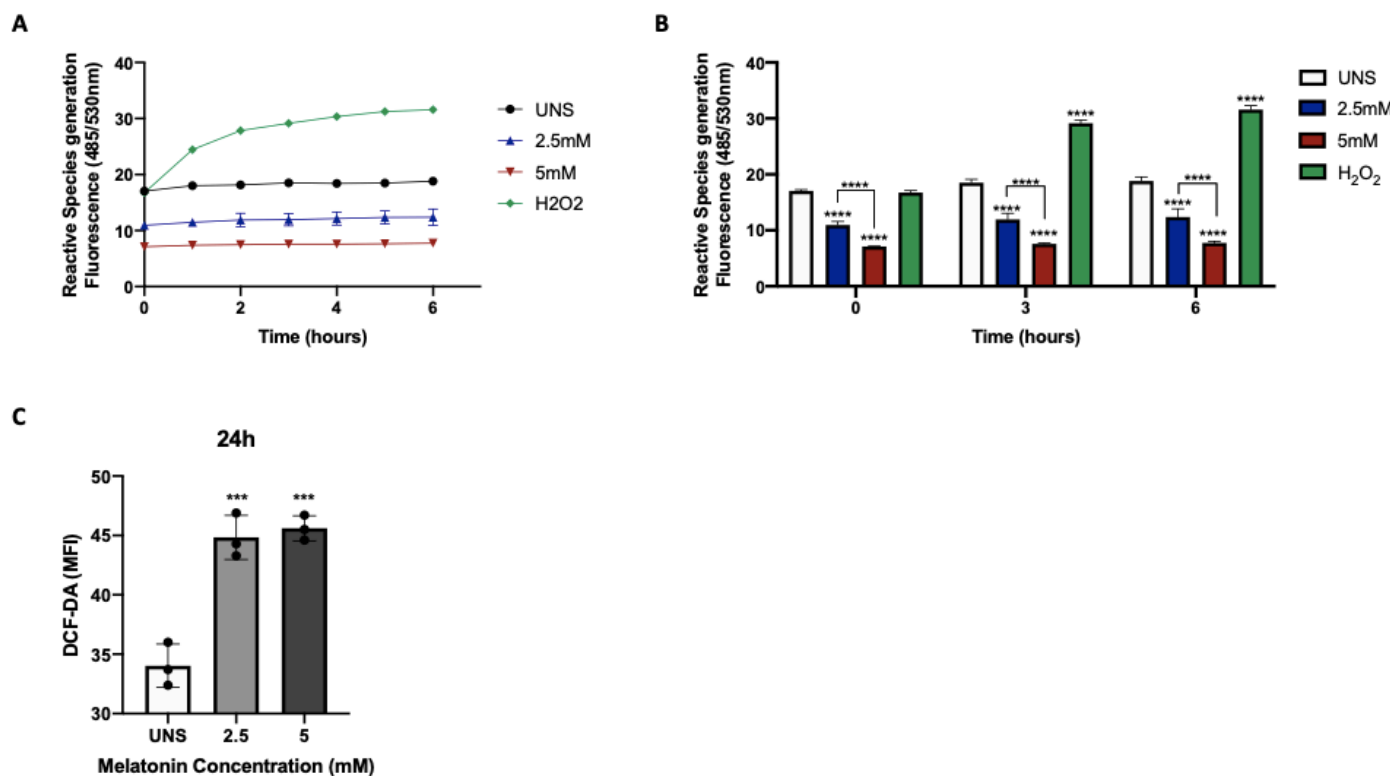 A
Reactive Species generation
Fluorescence (485/530nm)
40
30
20
10
0
0
2
4
6
Time (hours)
UNS
2.5mM
5mM
H2O2
B
Reactive Species generation
Fluorescence (485/530nm)
40
30
20
10
0
****
****
****
****
****
****
****
****
****
****
****
0
3
6
Time (hours)
UNS
2.5mM
5mM
H₂O₂
C
24h
DCF-DA (MFI)
50
45
40
35
30
***
***
UNS
2.5
5
Melatonin Concentration (mM)